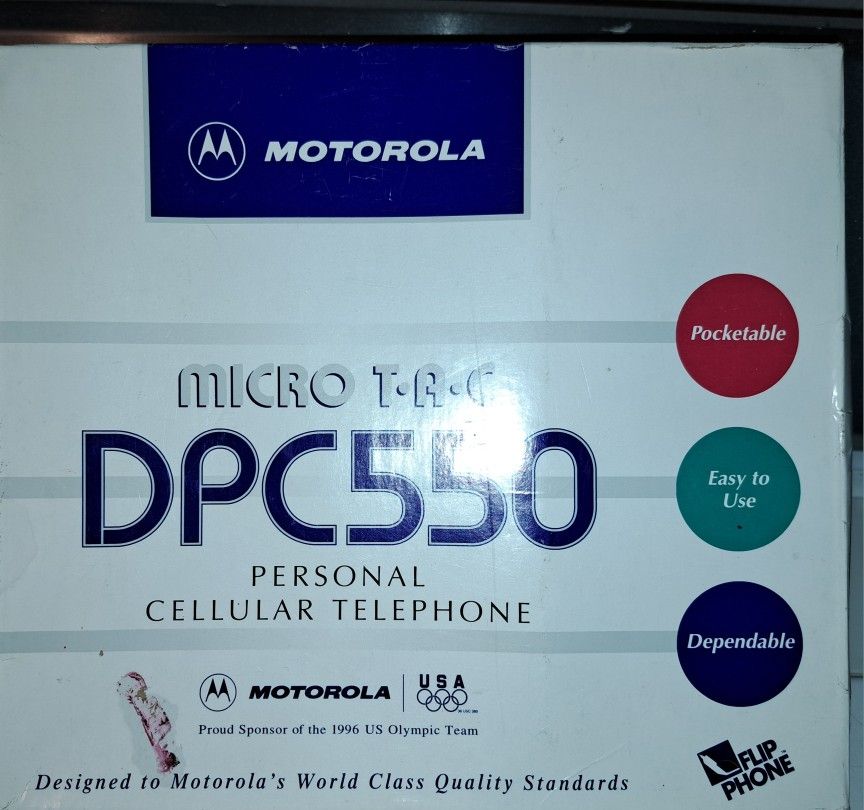 MOTOROLA
Pocketable
MICRO T·A·C
DPC550
Easy to
Use
PERSONAL
CELLULAR TELEPHONE
Dependable
MOTOROLA
USA
Proud Sponsor of the 1996 US Olympic Team
FLIP
PHONE™
Designed to Motorola's World Class Quality Standards